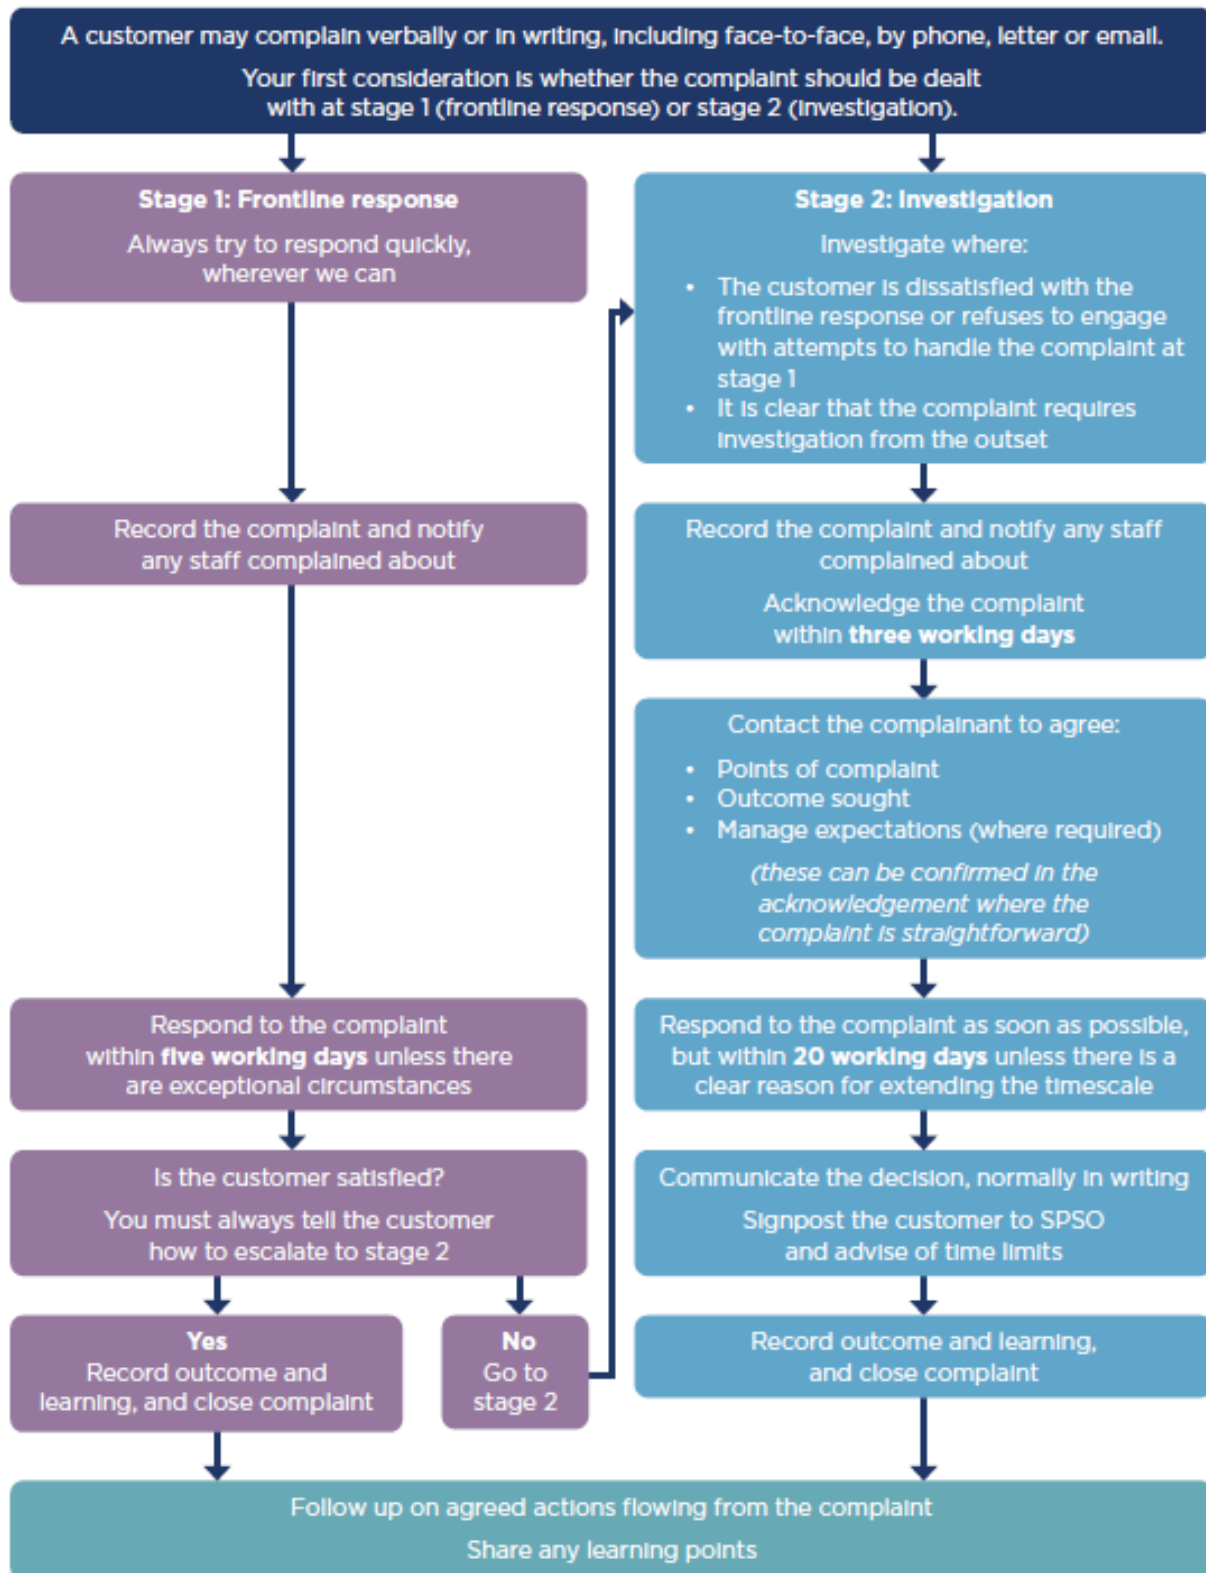 A customer may complain verbally or in writing, including face-to-face, by phone, letter or email.
Your first consideration is whether the complaint should be dealt
with at stage 1 (frontline response) or stage 2 (investigation).
Stage 1: Frontline response
Always try to respond quickly,
wherever we can
Record the complaint and notify
any staff complained about
Respond to the complaint
within five working days unless there
are exceptional circumstances
Is the customer satisfied?
You must always tell the customer
how to escalate to stage 2
Yes
Record outcome and
learning, and close complaint
No
Go to
stage 2
Stage 2: Investigation
Investigate where:
• The customer is dissatisfied with the
frontline response or refuses to engage
with attempts to handle the complaint at
stage 1
• It is clear that the complaint requires
investigation from the outset
Record the complaint and notify any staff
complained about
Acknowledge the complaint
within three working days
Contact the complainant to agree:
• Points of complaint
• Outcome sought
• Manage expectations (where required)
(these can be confirmed in the
acknowledgement where the
complaint is straightforward)
Respond to the complaint as soon as possible,
but within 20 working days unless there is a
clear reason for extending the timescale
Communicate the decision, normally in writing
Signpost the customer to SPSO
and advise of time limits
Record outcome and learning,
and close complaint
Follow up on agreed actions flowing from the complaint
Share any learning points